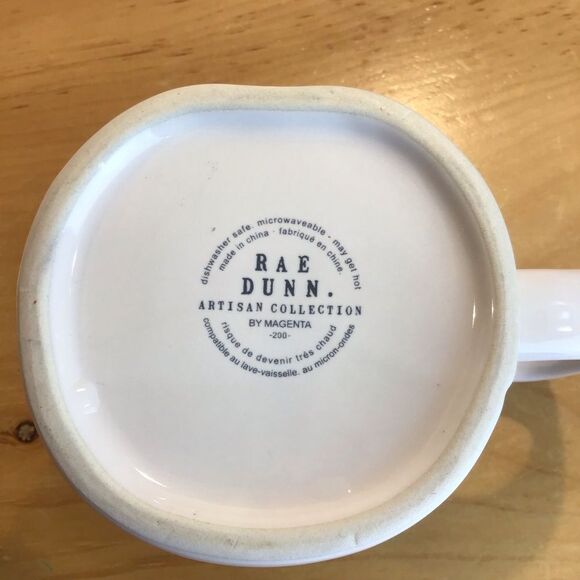 dishwasher safe. microwaveable - may get hot
made in china · fabriqué en chine.
RAE
DUNN.
ARTISAN COLLECTION
BY MAGENTA
-200-
risque de devenir très chaud
compatible au lave-vaisselle. au micron-ondes